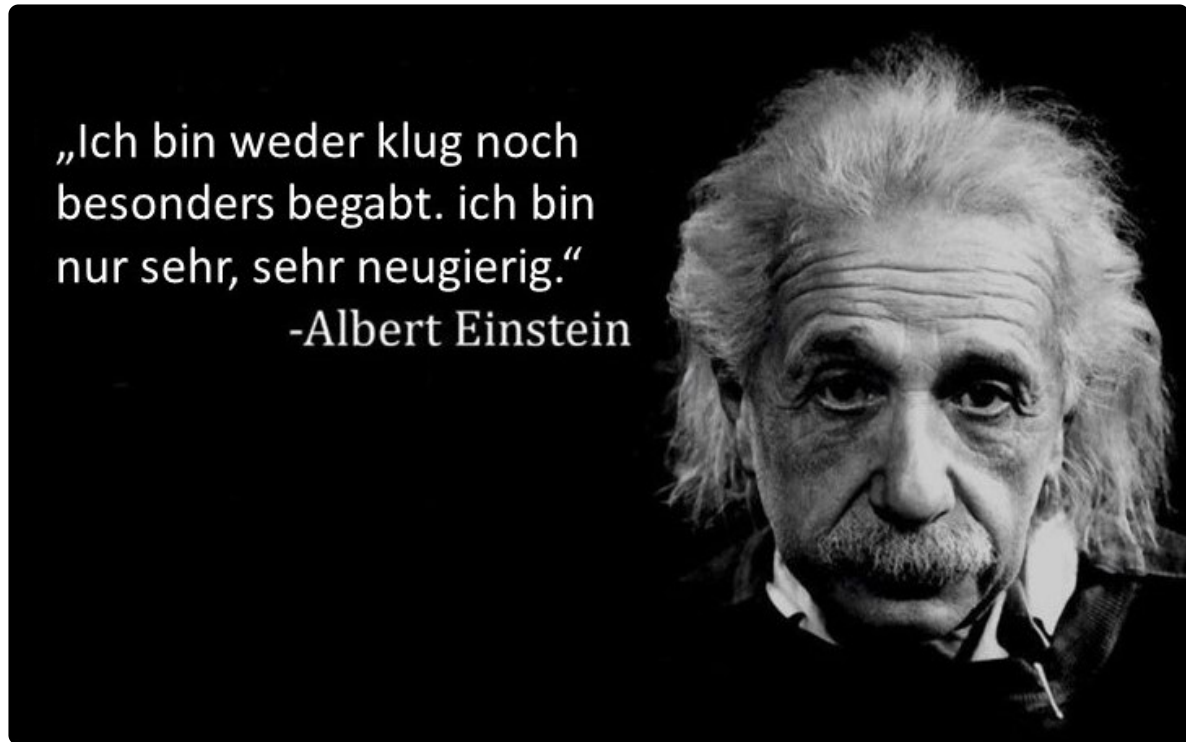 „Ich bin weder klug noch
besonders begabt. ich bin
nur sehr, sehr neugierig.“
-Albert Einstein